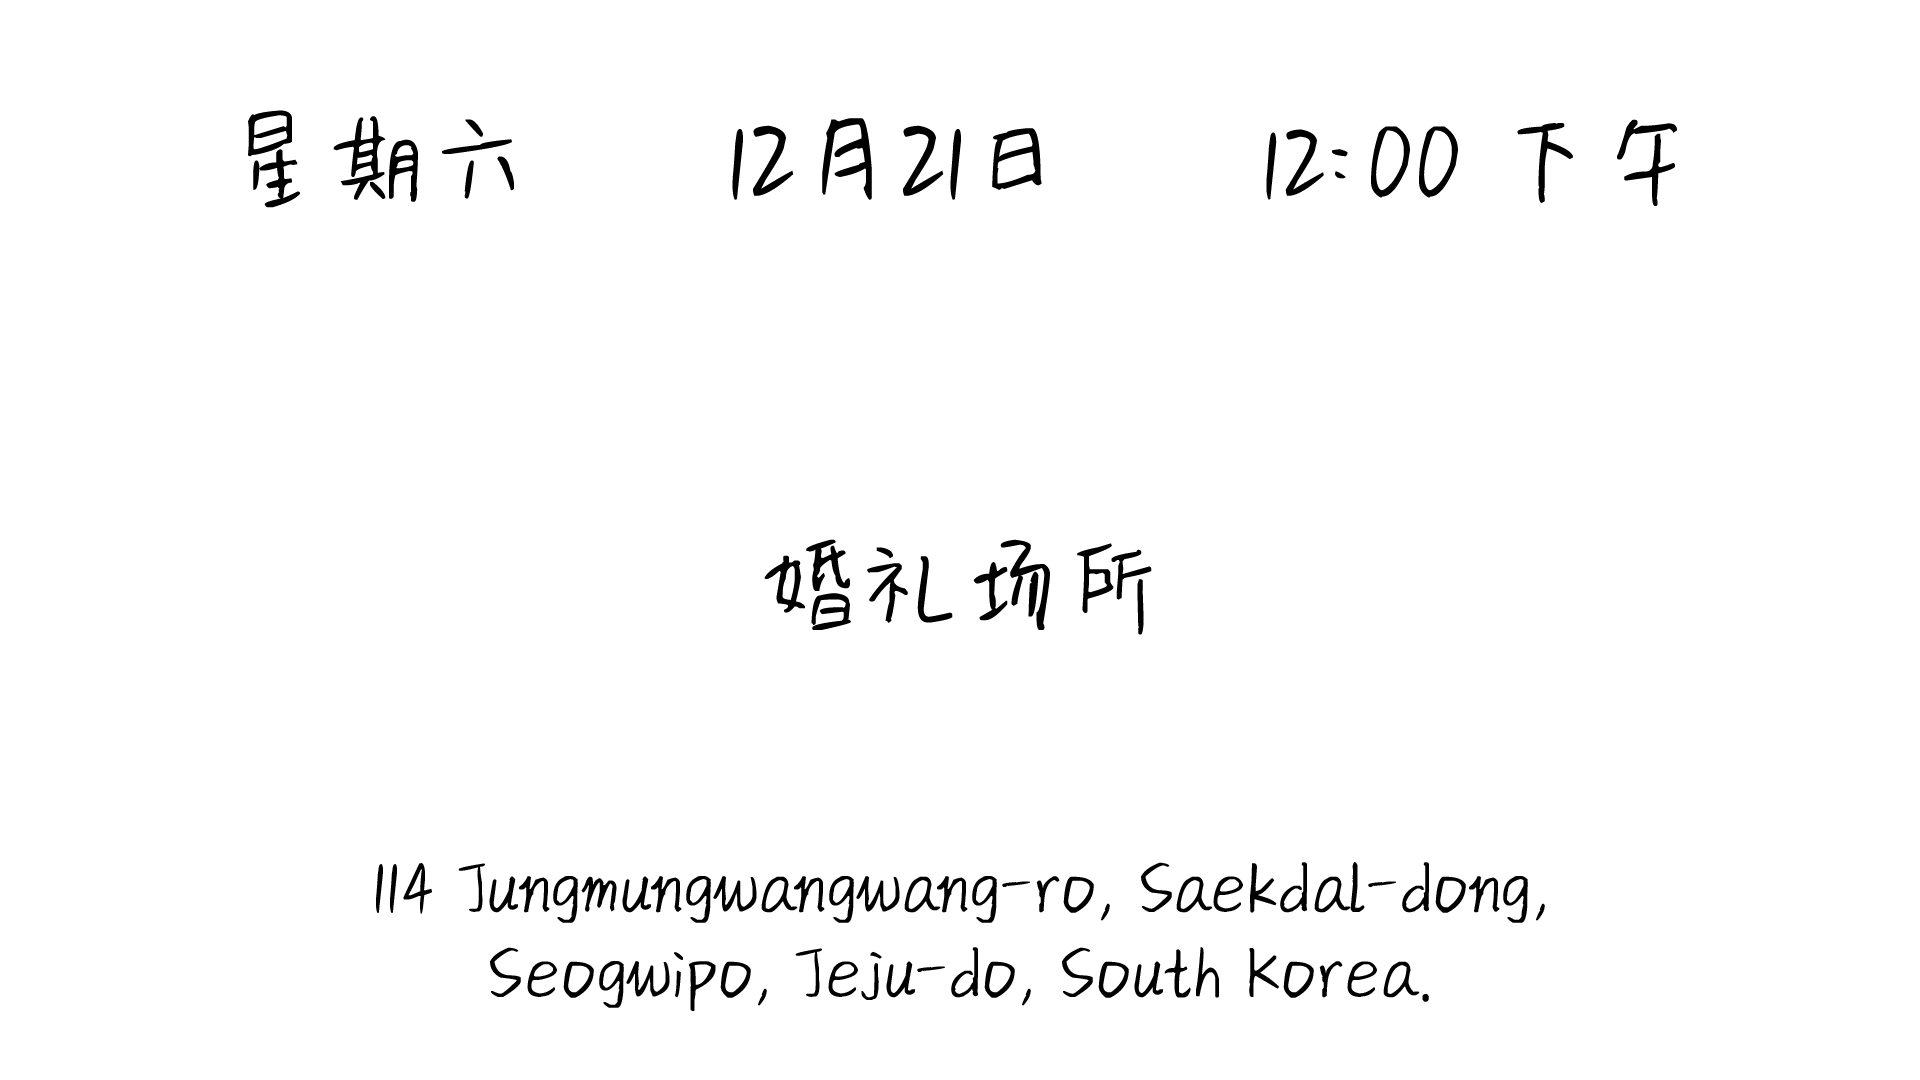 星期六 12月21日 12:00 下午
婚礼场所
114 Jungmungwangwang-ro, Saekdal-dong,
Seogwipo, Jeju-do, South Korea.